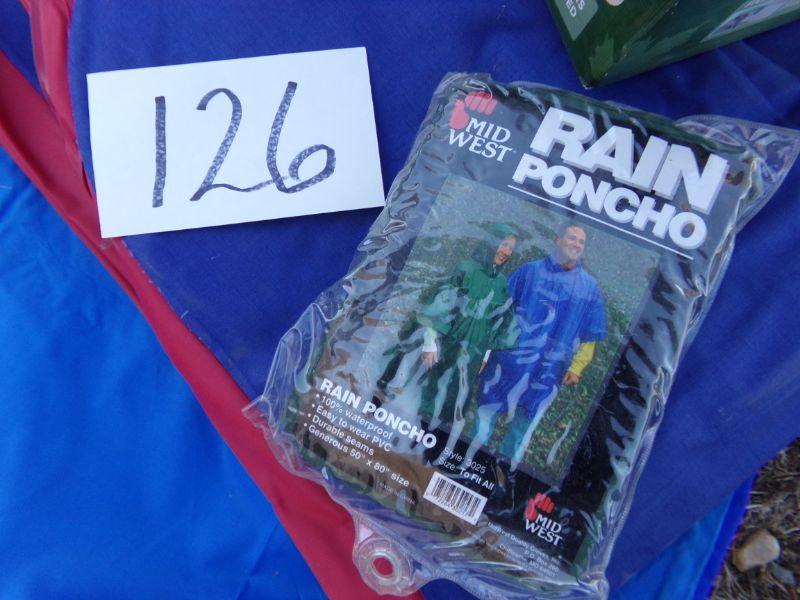 126
MID
WEST
RAIN
PONCHO
RAIN PONCHO
• 100% waterproof
• Easy to wear PVC
• Durable seams
• Generous 50" x 80" size
Style: 3025
Size: To Fit All
MID
WEST